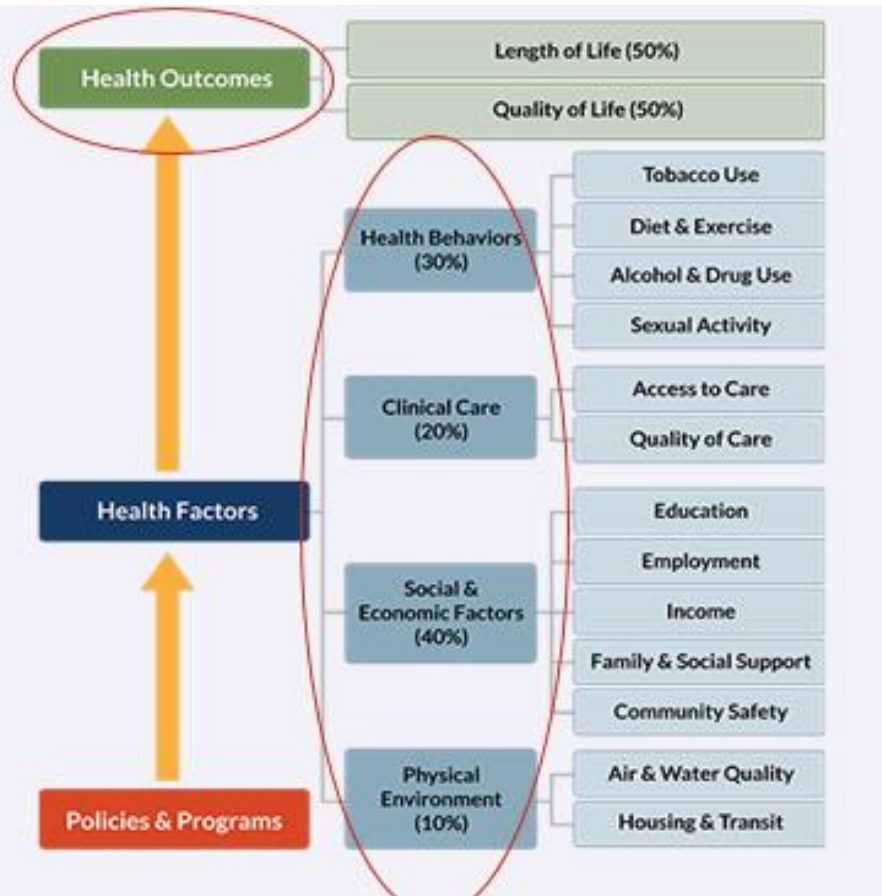 Health Outcomes
Length of Life (50%)
Quality of Life (50%)
Health Behaviors
(30%)
Tobacco Use
Diet & Exercise
Alcohol & Drug Use
Sexual Activity
Clinical Care
(20%)
Access to Care
Quality of Care
Health Factors
Social &
Economic Factors
(40%)
Education
Employment
Income
Family & Social Support
Community Safety
Physical
Environment
(10%)
Air & Water Quality
Housing & Transit
Policies & Programs